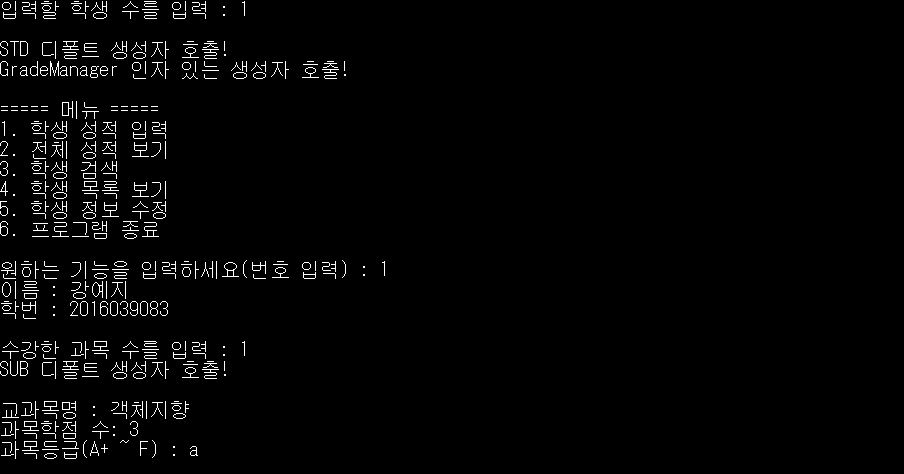 입력할 학생 수를 입력 : 1
STD 디폴트 생성자 호출!
GradeManager 인자 있는 생성자 호출!
===== 메뉴 =====
1. 학생 성적 입력
2. 전체 성적 보기
3. 학생 검색
4. 학생 목록 보기
5. 학생 정보 수정
6. 프로그램 종료
원하는 기능을 입력하세요(번호 입력) : 1
이름 : 강예지
학번 : 2016039083
수강한 과목 수를 입력 : 1
SUB 디폴트 생성자 호출!
교과목명 : 객체지향
과목학점 수: 3
과목등급(A+ ~ F) : a